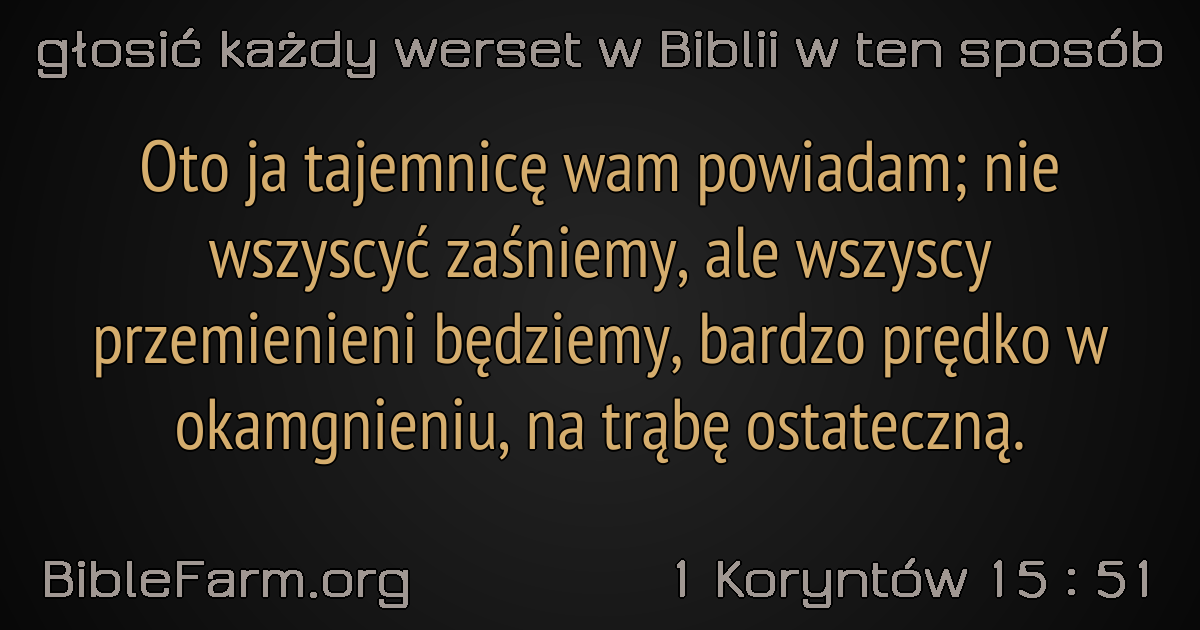 głosić każdy werset w Biblii w ten sposób
Oto ja tajemnicę wam powiadam; nie
wszyscyć zaśniemy, ale wszyscy
przemienieni będziemy, bardzo prędko w
okamgnieniu, na trąbę ostateczną.
BibleFarm.org
1 Koryntów 15 : 51